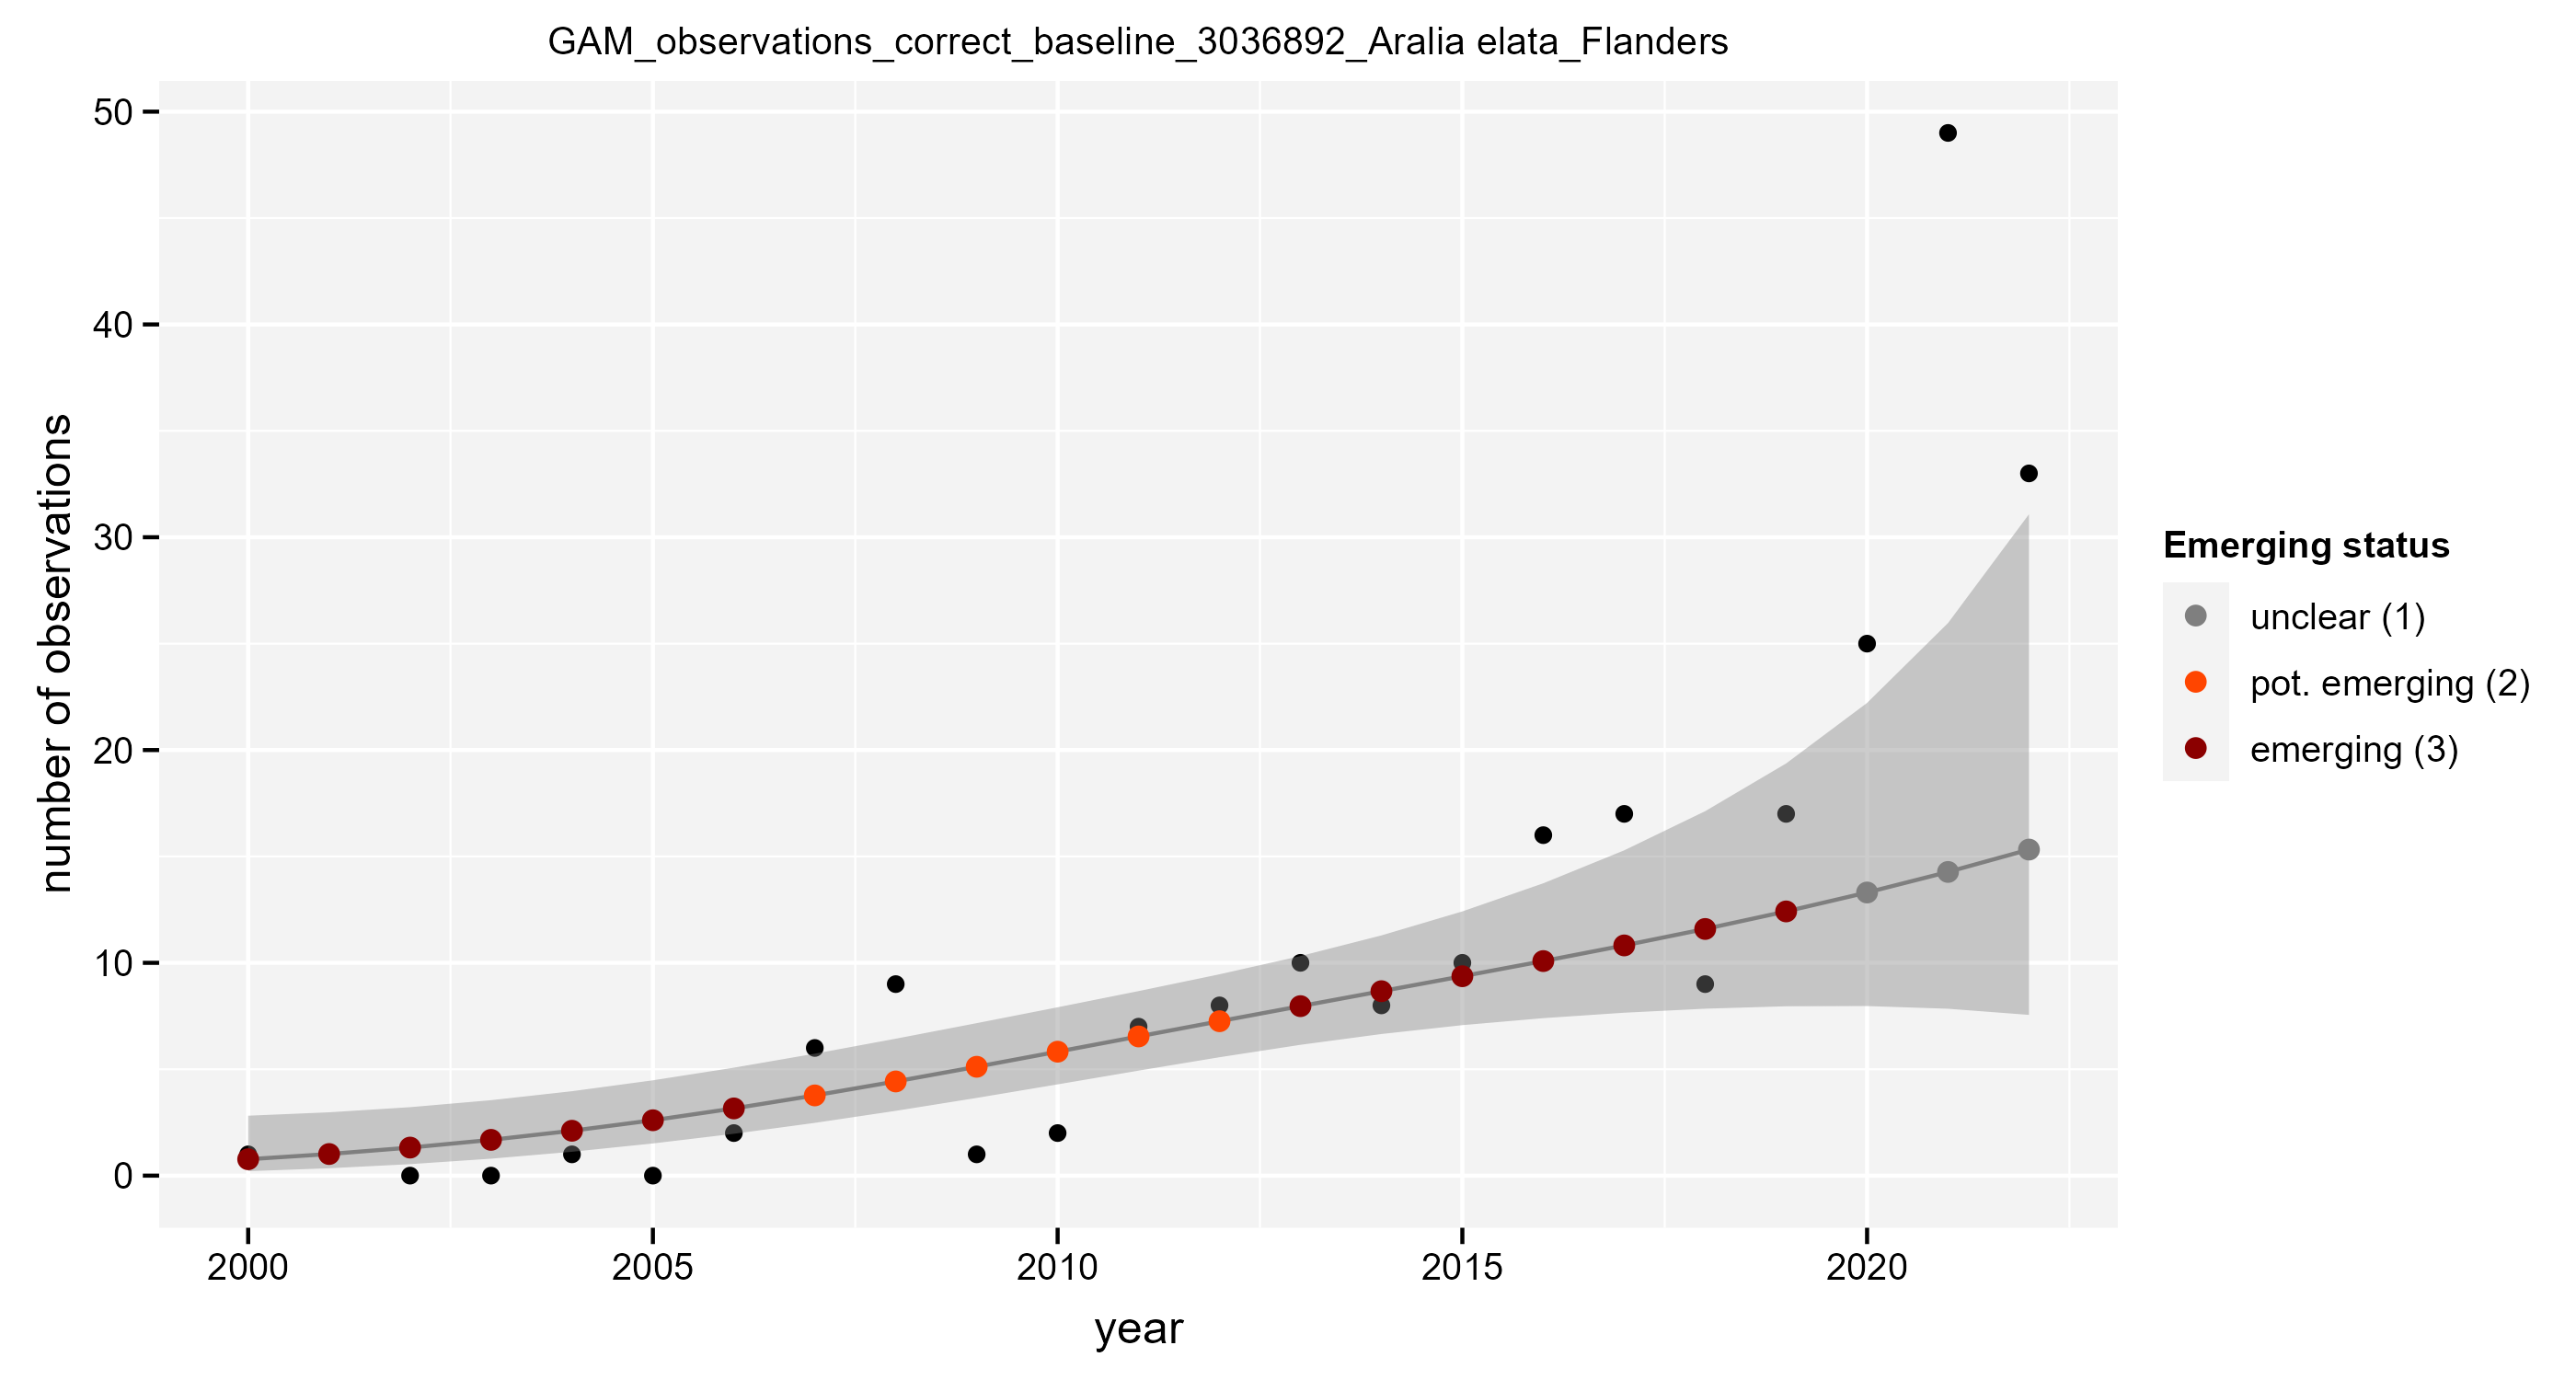 GAM_observations_correct_baseline_3036892_Aralia elata_Flanders
50
40
30
20
10
0
number of observations
2000
2005
2010
2015
2020
year
Emerging status
unclear (1)
pot. emerging (2)
emerging (3)